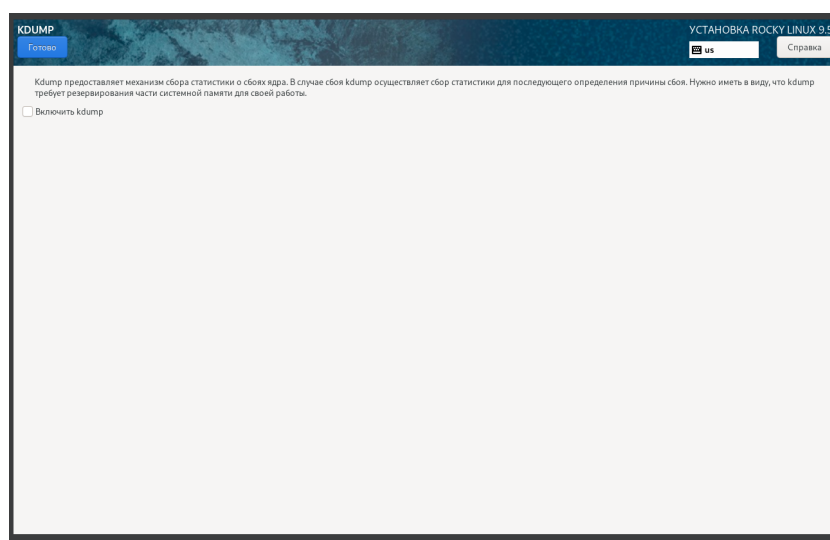 KDUMP
УСТАНОВКА ROCKY LINUX 9.5
Готово
us
Справка
Kdump предоставляет механизм сбора статистики о сбоях ядра. В случае сбоя kdump осуществляет сбор статистики для последующего определения причины сбоя. Нужно иметь в виду, что kdump
требует резервирования части системной памяти для своей работы.
Включить kdump